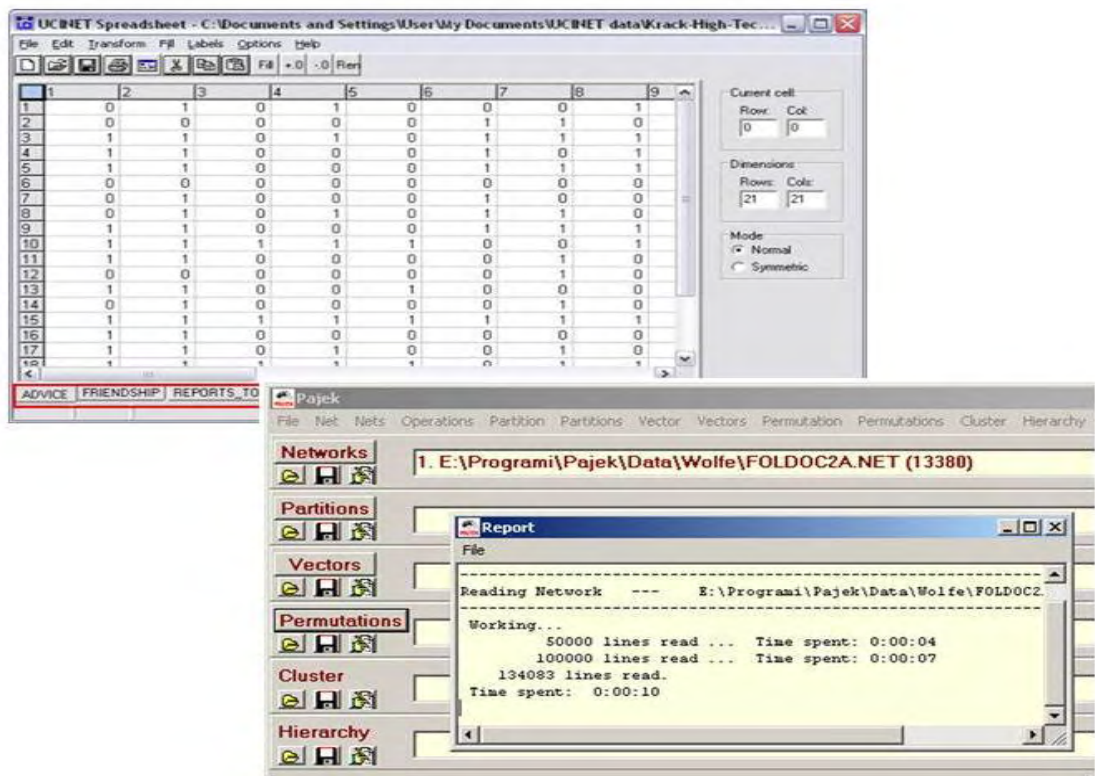 UCINET Spreadsheet - C:\Documents and Settings\User\My Documents\UCINET data\Krack-High-Tec...
File Edit Transform Fill Labels Options Help
Fill +.0 -.0 Ren
1 2 3 4 5 6 7 8 9
1 0 1 0 1 0 0 0 1
2 0 0 0 0 0 1 1 0
3 1 1 0 1 0 1 1 1
4 1 1 0 0 0 1 0 1
5 1 1 0 0 0 1 1 1
6 0 0 0 0 0 0 0 0
7 0 1 0 0 0 1 0 0
8 0 1 0 1 0 1 1 0
9 1 1 0 0 0 1 1 1
10 1 1 1 1 1 0 0 1
11 1 1 0 0 0 0 1 0
12 0 0 0 0 0 0 1 0
13 1 1 0 0 1 0 0 0
14 0 1 0 0 0 0 1 0
15 1 1 1 1 1 1 1 1
16 1 1 0 0 0 0 0 0
17 1 1 0 1 0 0 1 0
18 1 1 1 1 1 0 1 1
Current cell:
Row: Col:
0 0
Dimensions
Rows: Cols:
21 21
Mode
Normal
Symmetric
ADVICE FRIENDSHIP REPORTS_TO
Pajek
File Net Nets Operations Partition Partitions Vector Vectors Permutation Permutations Cluster Hierarchy
Networks
1. E:\Programi\Pajek\Data\Wolfe\FOLDOC2A.NET (13380)
Partitions
Vectors
Permutations
Cluster
Hierarchy
Report
File
Reading Network --- E:\Programi\Pajek\Data\Wolfe\FOLDOC2
Working...
50000 lines read ... Time spent: 0:00:04
100000 lines read ... Time spent: 0:00:07
134083 lines read.
Time spent: 0:00:10